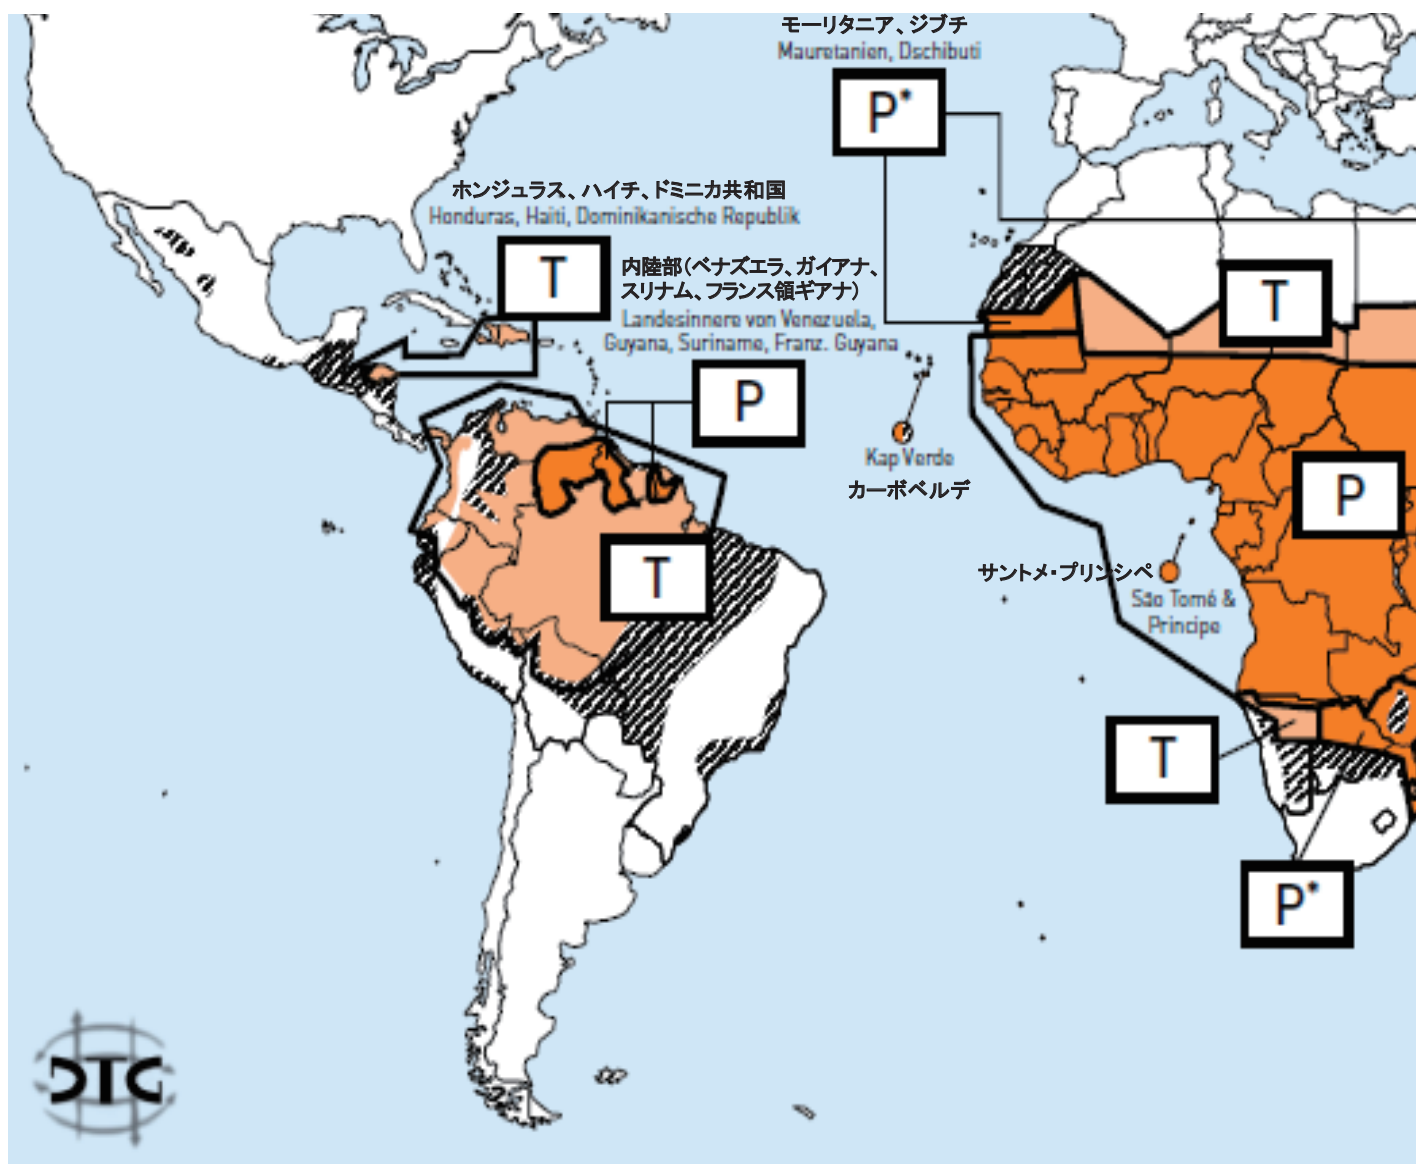 モーリタニア、ジブチ
Mauretanien, Dschibuti
P*
ホンジュラス、ハイチ、ドミニカ共和国
Honduras, Haiti, Dominikanische Republik
T
内陸部(ベナズエラ、ガイアナ、
スリナム、フランス領ギアナ)
Landesinnere von Venezuela,
Guyana, Suriname, Franz. Guyana
T
P
Kap Verde
カーボベルデ
P
T
サントメ・プリンシペ
São Tomé &
Principe
T
P*
DTG